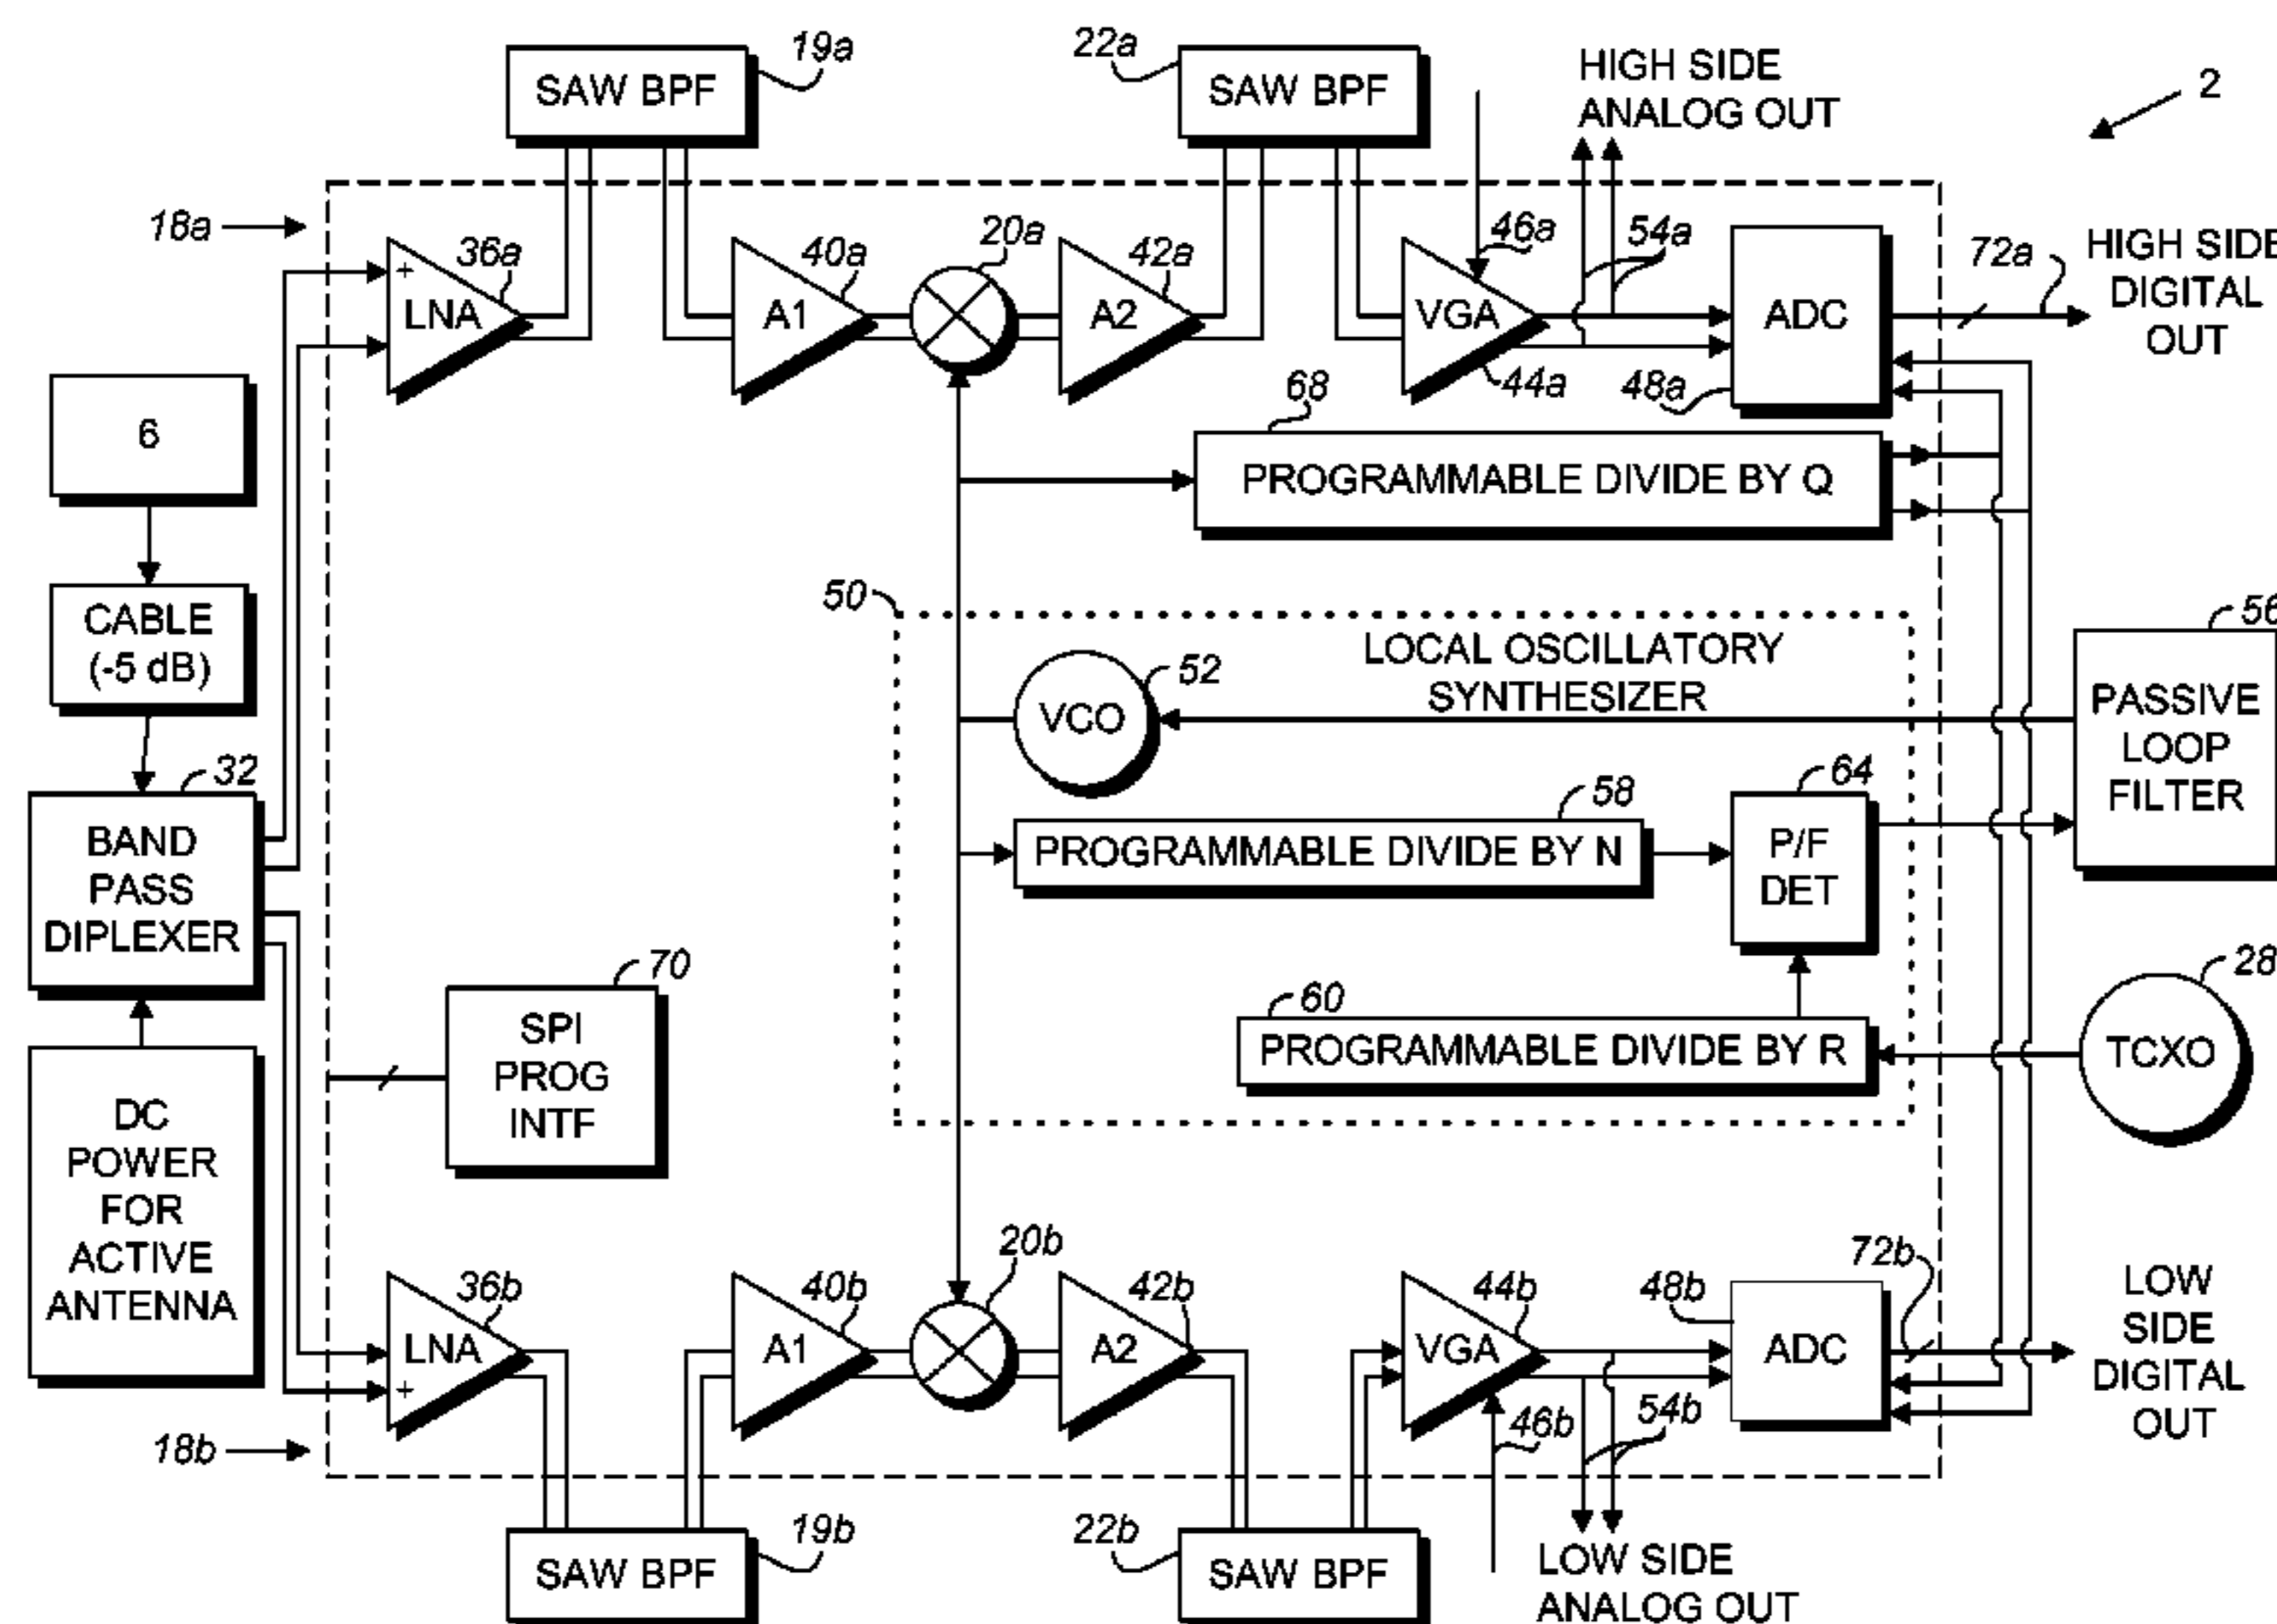 19a
SAW BPF
22a
SAW BPF
HIGH SIDE
ANALOG OUT
2
18a
36a
+
LNA
40a
A1
20a
42a
A2
46a
VGA
44a
54a
ADC
48a
72a
HIGH SIDE
DIGITAL
OUT
68
PROGRAMMABLE DIVIDE BY Q
6
CABLE
(-5 dB)
32
BAND
PASS
DIPLEXER
DC
POWER
FOR
ACTIVE
ANTENNA
70
SPI
PROG
INTF
50
LOCAL OSCILLATORY
SYNTHESIZER
52
VCO
58
PROGRAMMABLE DIVIDE BY N
64
P/F
DET
60
PROGRAMMABLE DIVIDE BY R
56
PASSIVE
LOOP
FILTER
28
TCXO
18b
36b
LNA
+
40b
A1
20b
42b
A2
44b
VGA
46b
54b
48b
ADC
72b
LOW
SIDE
DIGITAL
OUT
19b
SAW BPF
22b
SAW BPF
LOW SIDE
ANALOG OUT